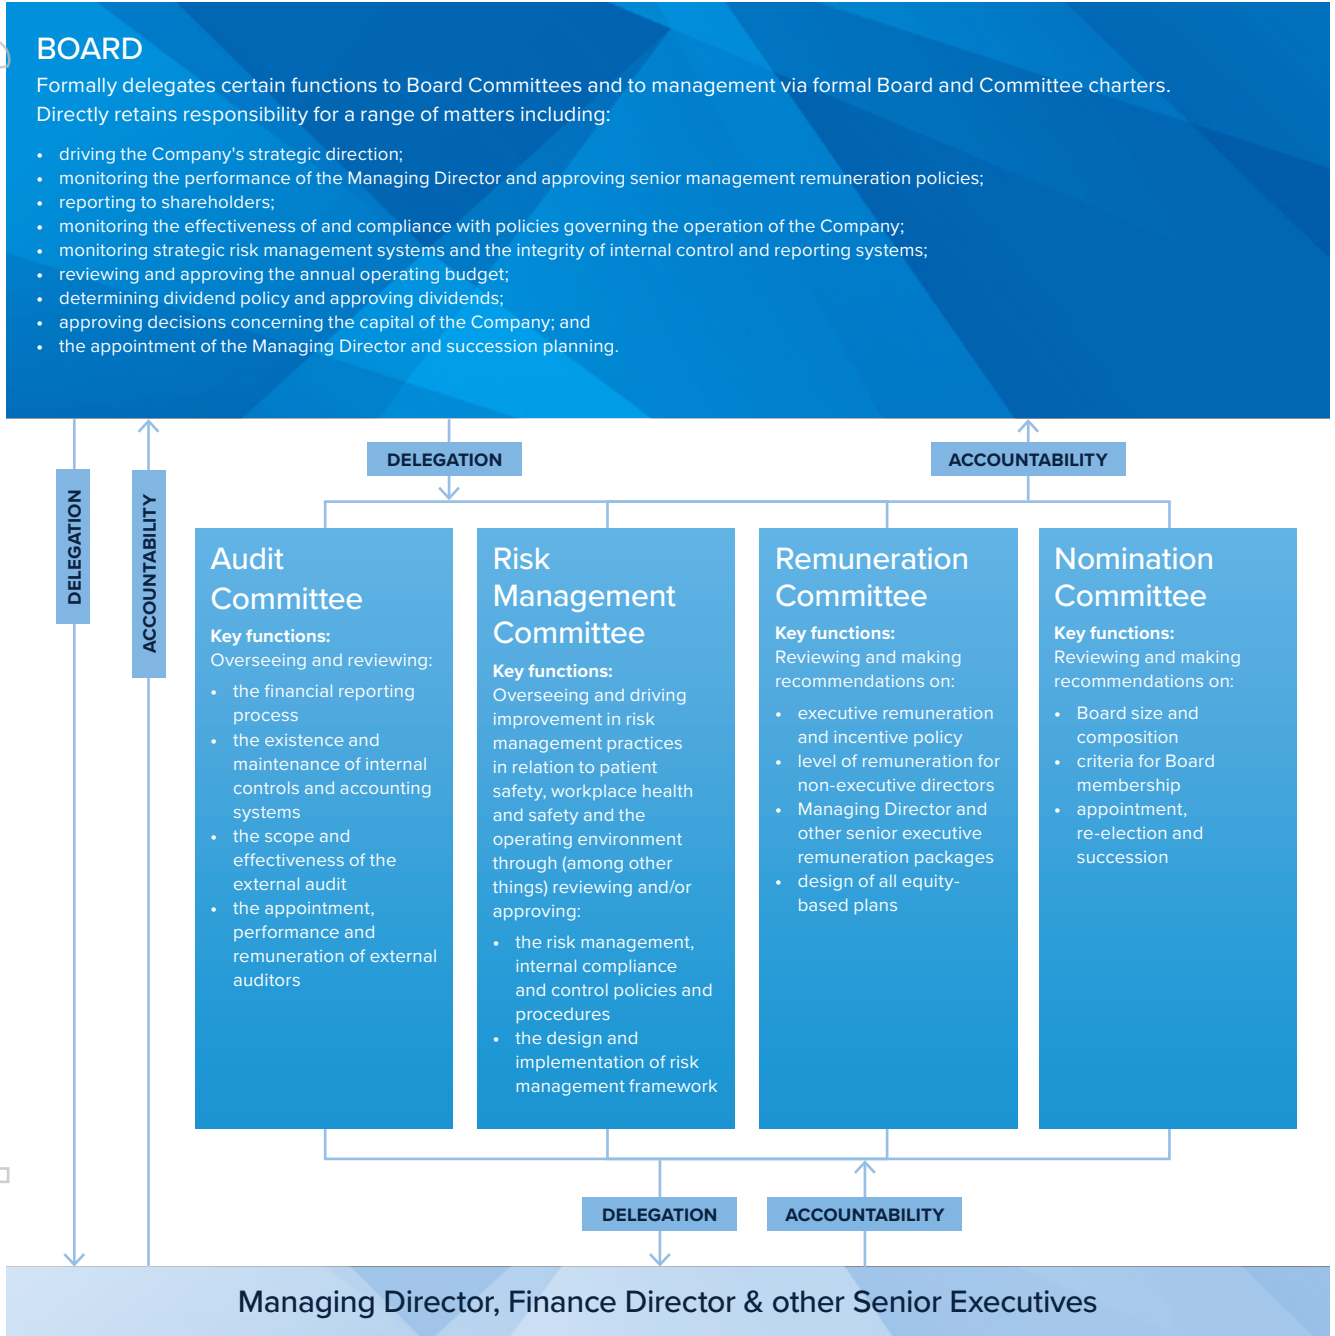 BOARD
Formally delegates certain functions to Board Committees and to management via formal Board and Committee charters.
Directly retains responsibility for a range of matters including:
• driving the Company's strategic direction;
• monitoring the performance of the Managing Director and approving senior management remuneration policies;
• reporting to shareholders;
• monitoring the effectiveness of and compliance with policies governing the operation of the Company;
• monitoring strategic risk management systems and the integrity of internal control and reporting systems;
• reviewing and approving the annual operating budget;
• determining dividend policy and approving dividends;
• approving decisions concerning the capital of the Company; and
• the appointment of the Managing Director and succession planning.
DELEGATION
ACCOUNTABILITY
DELEGATION
ACCOUNTABILITY
Audit
Committee
Key functions:
Overseeing and reviewing:
• the financial reporting
process
• the existence and
maintenance of internal
controls and accounting
systems
• the scope and
effectiveness of the
external audit
• the appointment,
performance and
remuneration of external
auditors
Risk
Management
Committee
Key functions:
Overseeing and driving
improvement in risk
management practices
in relation to patient
safety, workplace health
and safety and the
operating environment
through (among other
things) reviewing and/or
approving:
• the risk management,
internal compliance
and control policies and
procedures
• the design and
implementation of risk
management framework
Remuneration
Committee
Key functions:
Reviewing and making
recommendations on:
• executive remuneration
and incentive policy
• level of remuneration for
non-executive directors
• Managing Director and
other senior executive
remuneration packages
• design of all equity-
based plans
Nomination
Committee
Key functions:
Reviewing and making
recommendations on:
• Board size and
composition
• criteria for Board
membership
• appointment,
re-election and
succession
DELEGATION
ACCOUNTABILITY
Managing Director, Finance Director & other Senior Executives